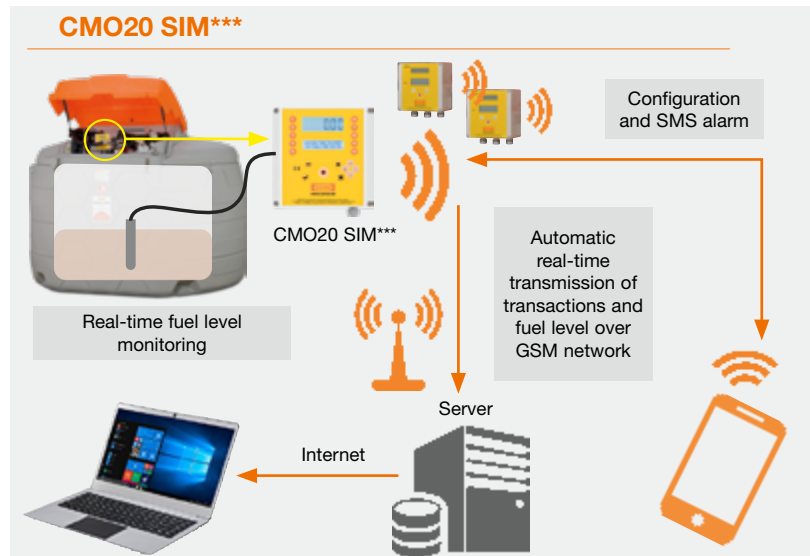 CMO20 SIM***
Configuration
and SMS alarm
CMO20 SIM***
Automatic
real-time
transmission of
transactions and
fuel level over
GSM network
Real-time fuel level
monitoring
Server
Internet